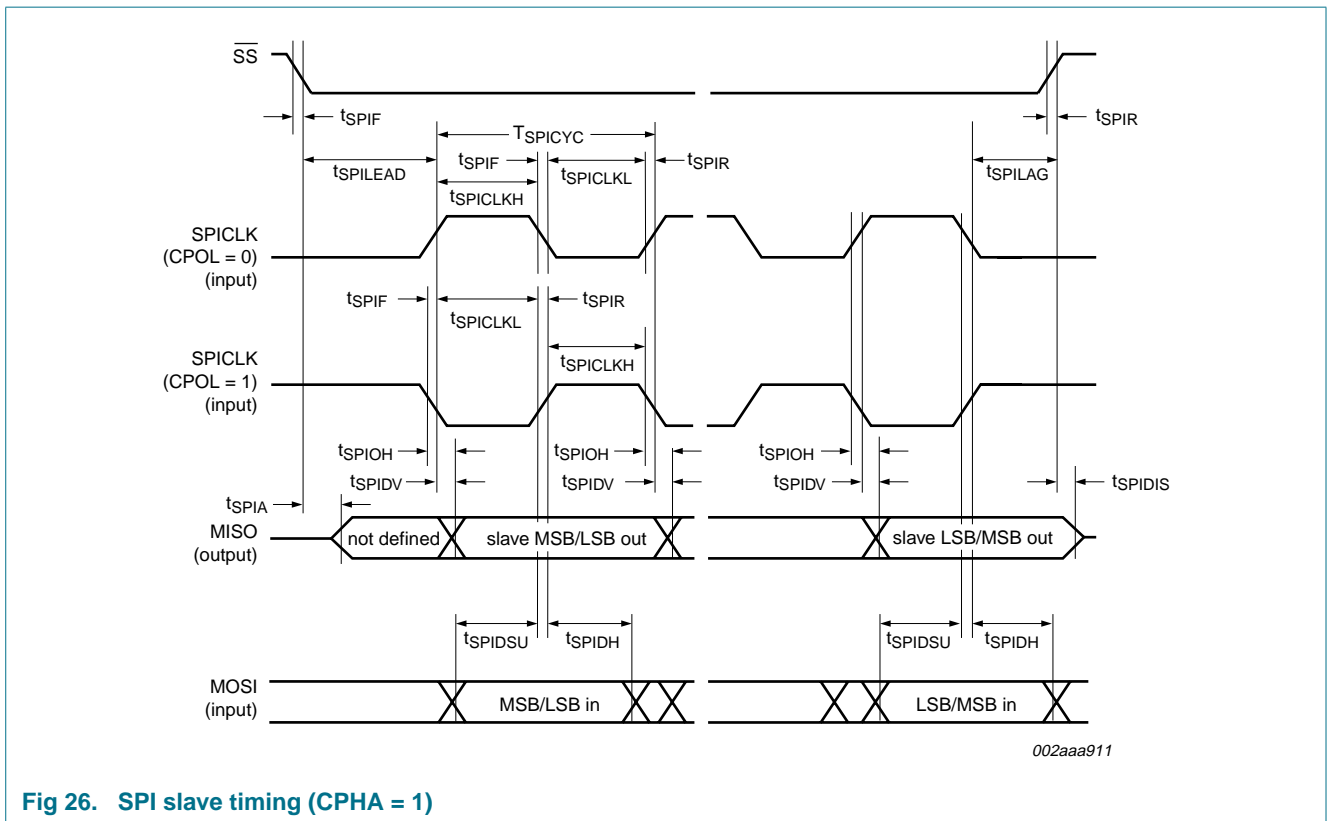 SS
tSPIF
tSPIR
TSPICYC
tSPIF
tSPICLKL
tSPIR
tSPILEAD
tSPICLKH
tSPILAG
SPICLK
(CPOL = 0)
(input)
tSPIF
tSPICLKL
tSPIR
tSPICLKH
SPICLK
(CPOL = 1)
(input)
tSPIOH
tSPIOH
tSPIOH
tSPIDV
tSPIDV
tSPIDV
tSPIDIS
tSPIA
MISO
(output)
not defined
slave MSB/LSB out
slave LSB/MSB out
tSPIDSU
tSPIDH
tSPIDSU
tSPIDH
MOSI
(input)
MSB/LSB in
LSB/MSB in
002aaa911
Fig 26. SPI slave timing (CPHA = 1)